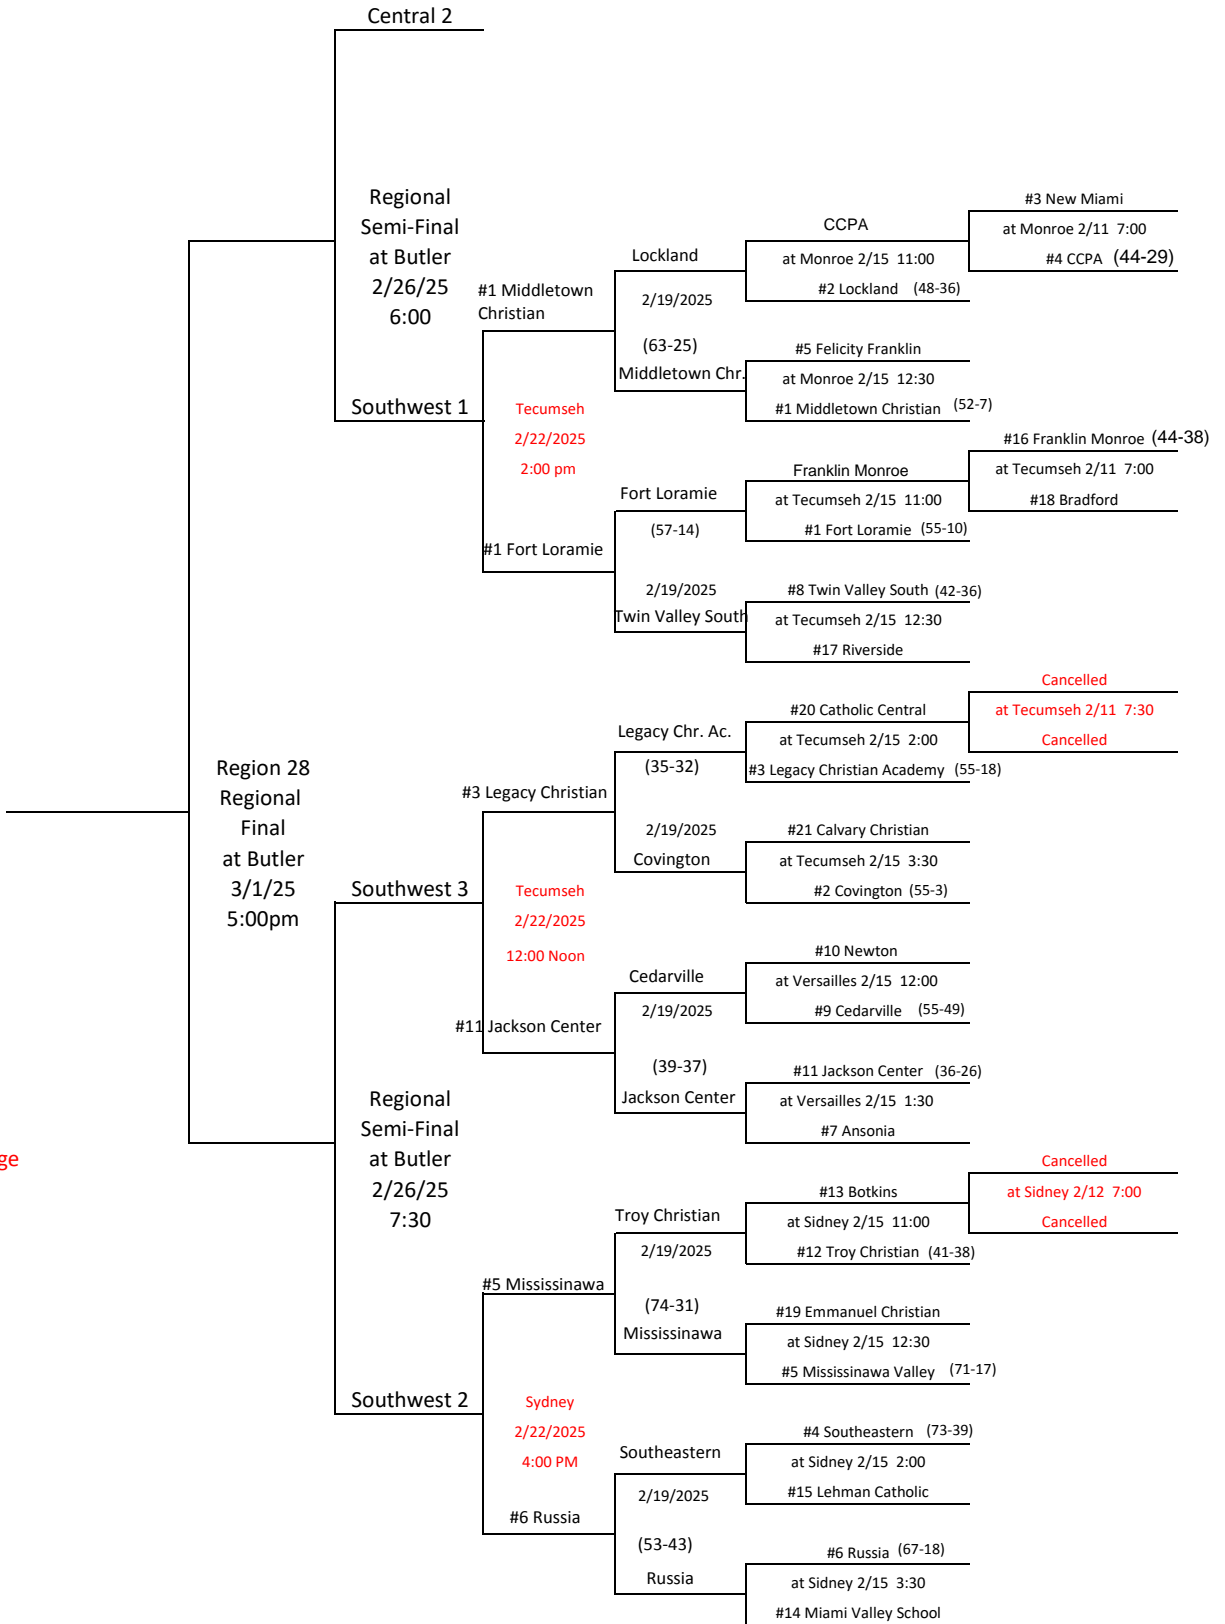 Central 2
Regional
Semi-Final
at Butler
2/26/25
6:00
Southwest 1
Region 28
Regional
Final
at Butler
3/1/25
5:00pm
Southwest 3
Regional
Semi-Final
at Butler
2/26/25
7:30
Southwest 2
ge
#1 Middletown
Christian
Tecumseh
2/22/2025
2:00 pm
#1 Fort Loramie
#3 Legacy Christian
Tecumseh
2/22/2025
12:00 Noon
#11 Jackson Center
#5 Mississinawa
Sydney
2/22/2025
4:00 PM
#6 Russia
Lockland
2/19/2025
(63-25)
Middletown Chr.
Fort Loramie
(57-14)
2/19/2025
Twin Valley South
Legacy Chr. Ac.
(35-32)
2/19/2025
Covington
Cedarville
2/19/2025
(39-37)
Jackson Center
Troy Christian
2/19/2025
(74-31)
Mississinawa
Southeastern
2/19/2025
(53-43)
Russia
CCPA
at Monroe 2/15 11:00
#2 Lockland (48-36)
#5 Felicity Franklin
at Monroe 2/15 12:30
#1 Middletown Christian (52-7)
Franklin Monroe
at Tecumseh 2/15 11:00
#1 Fort Loramie (55-10)
#8 Twin Valley South (42-36)
at Tecumseh 2/15 12:30
#17 Riverside
#20 Catholic Central
at Tecumseh 2/15 2:00
#3 Legacy Christian Academy (55-18)
#21 Calvary Christian
at Tecumseh 2/15 3:30
#2 Covington (55-3)
#10 Newton
at Versailles 2/15 12:00
#9 Cedarville (55-49)
#11 Jackson Center (36-26)
at Versailles 2/15 1:30
#7 Ansonia
#13 Botkins
at Sidney 2/15 11:00
#12 Troy Christian (41-38)
#19 Emmanuel Christian
at Sidney 2/15 12:30
#5 Mississinawa Valley (71-17)
#4 Southeastern (73-39)
at Sidney 2/15 2:00
#15 Lehman Catholic
#6 Russia (67-18)
at Sidney 2/15 3:30
#14 Miami Valley School
#3 New Miami
at Monroe 2/11 7:00
#4 CCPA (44-29)
#16 Franklin Monroe (44-38)
at Tecumseh 2/11 7:00
#18 Bradford
Cancelled
at Tecumseh 2/11 7:30
Cancelled
Cancelled
at Sidney 2/12 7:00
Cancelled